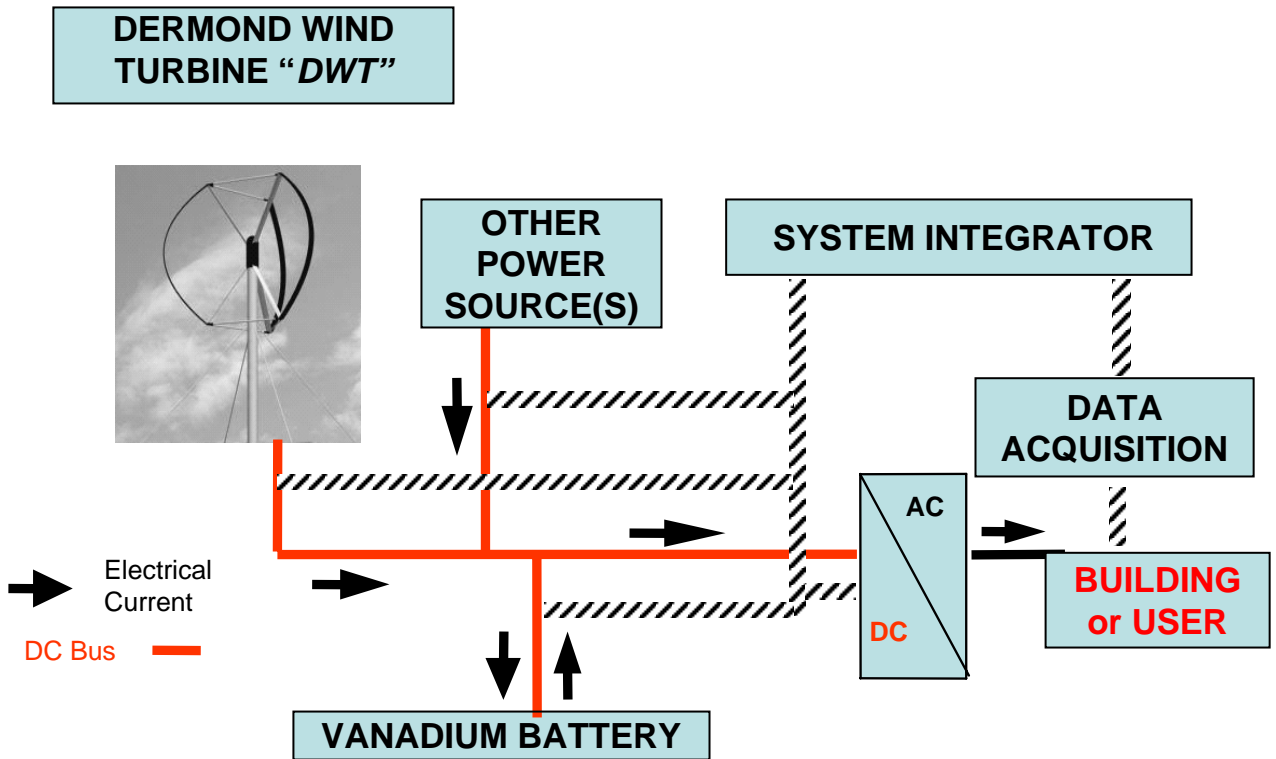 DERMOND WIND
TURBINE “DWT”
OTHER
POWER
SOURCE(S)
SYSTEM INTEGRATOR
DATA
ACQUISITION
AC
DC
Electrical
Current
DC Bus
BUILDING
or USER
VANADIUM BATTERY